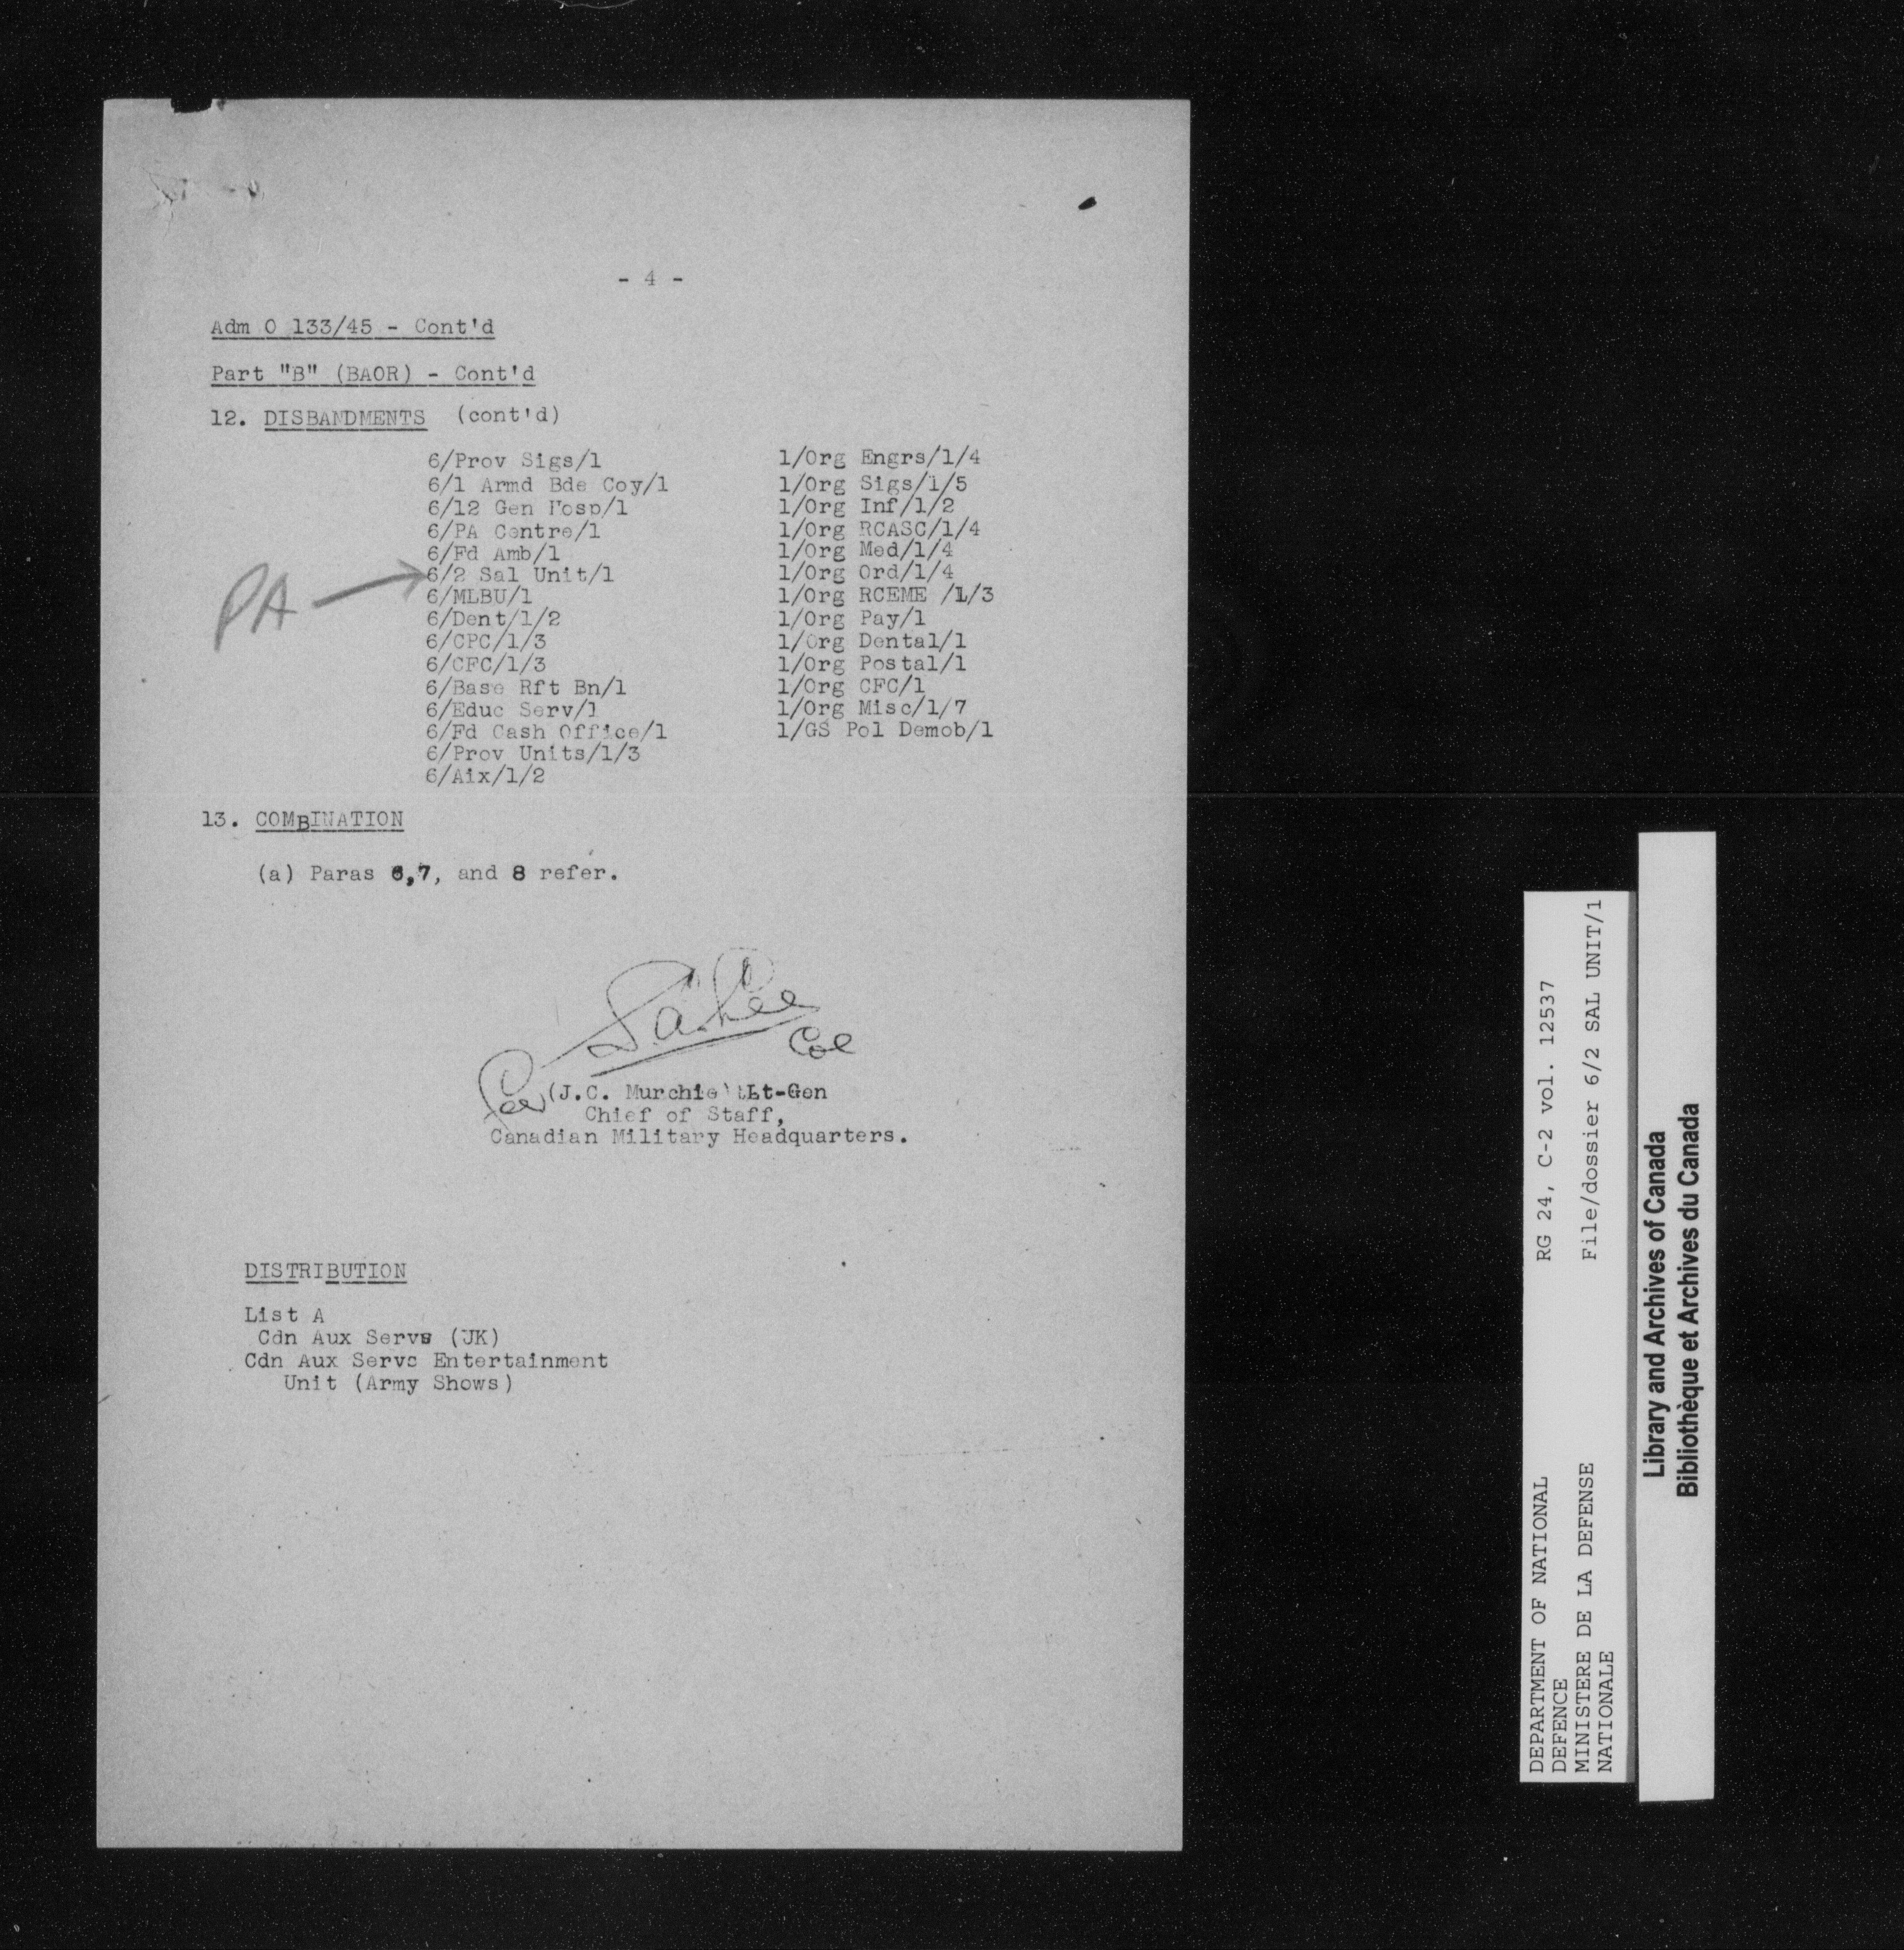 - 4 -
Adm O 133/45 - Cont'd
Part "B" (BAOR) - Cont'd
12. DISBANDMENTS (cont'd)
6/Prov Sigs/1
6/1 Armd Bde Coy/1
6/12 Gen Hosp/1
6/PA Centre/1
6/Fd Amb/1
6/2 Sal Unit/1
6/MLBU/1
6/Dent/1/2
6/CPC/1/3
6/CFC/1/3
6/Base Rft Bn/1
6/Educ Serv/1
6/Fd Cash Office/1
6/Prov Units/1/3
6/Aix/1/2
1/Org Engrs/1/4
1/Org Sigs/1/5
1/Org Inf/1/2
1/Org RCASC/1/4
1/Org Med/1/4
1/Org Ord/1/4
1/Org RCEME /1/3
1/Org Pay/1
1/Org Dental/1
1/Org Postal/1
1/Org CFC/1
1/Org Misc/1/7
1/GS Pol Demob/1
PA
13. COMBINATION
(a) Paras 6,7, and 8 refer.
Col
for (J.C. Murchie) Lt-Gen
Chief of Staff,
Canadian Military Headquarters.
DISTRIBUTION
List A
Cdn Aux Servs (UK)
Cdn Aux Servc Entertainment
Unit (Army Shows)
DEPARTMENT OF NATIONAL
DEFENCE
MINISTERE DE LA DEFENSE
NATIONALE
RG 24, C-2 vol. 12537
File/dossier 6/2 SAL UNIT/1
Library and Archives of Canada
Bibliothèque et Archives du Canada